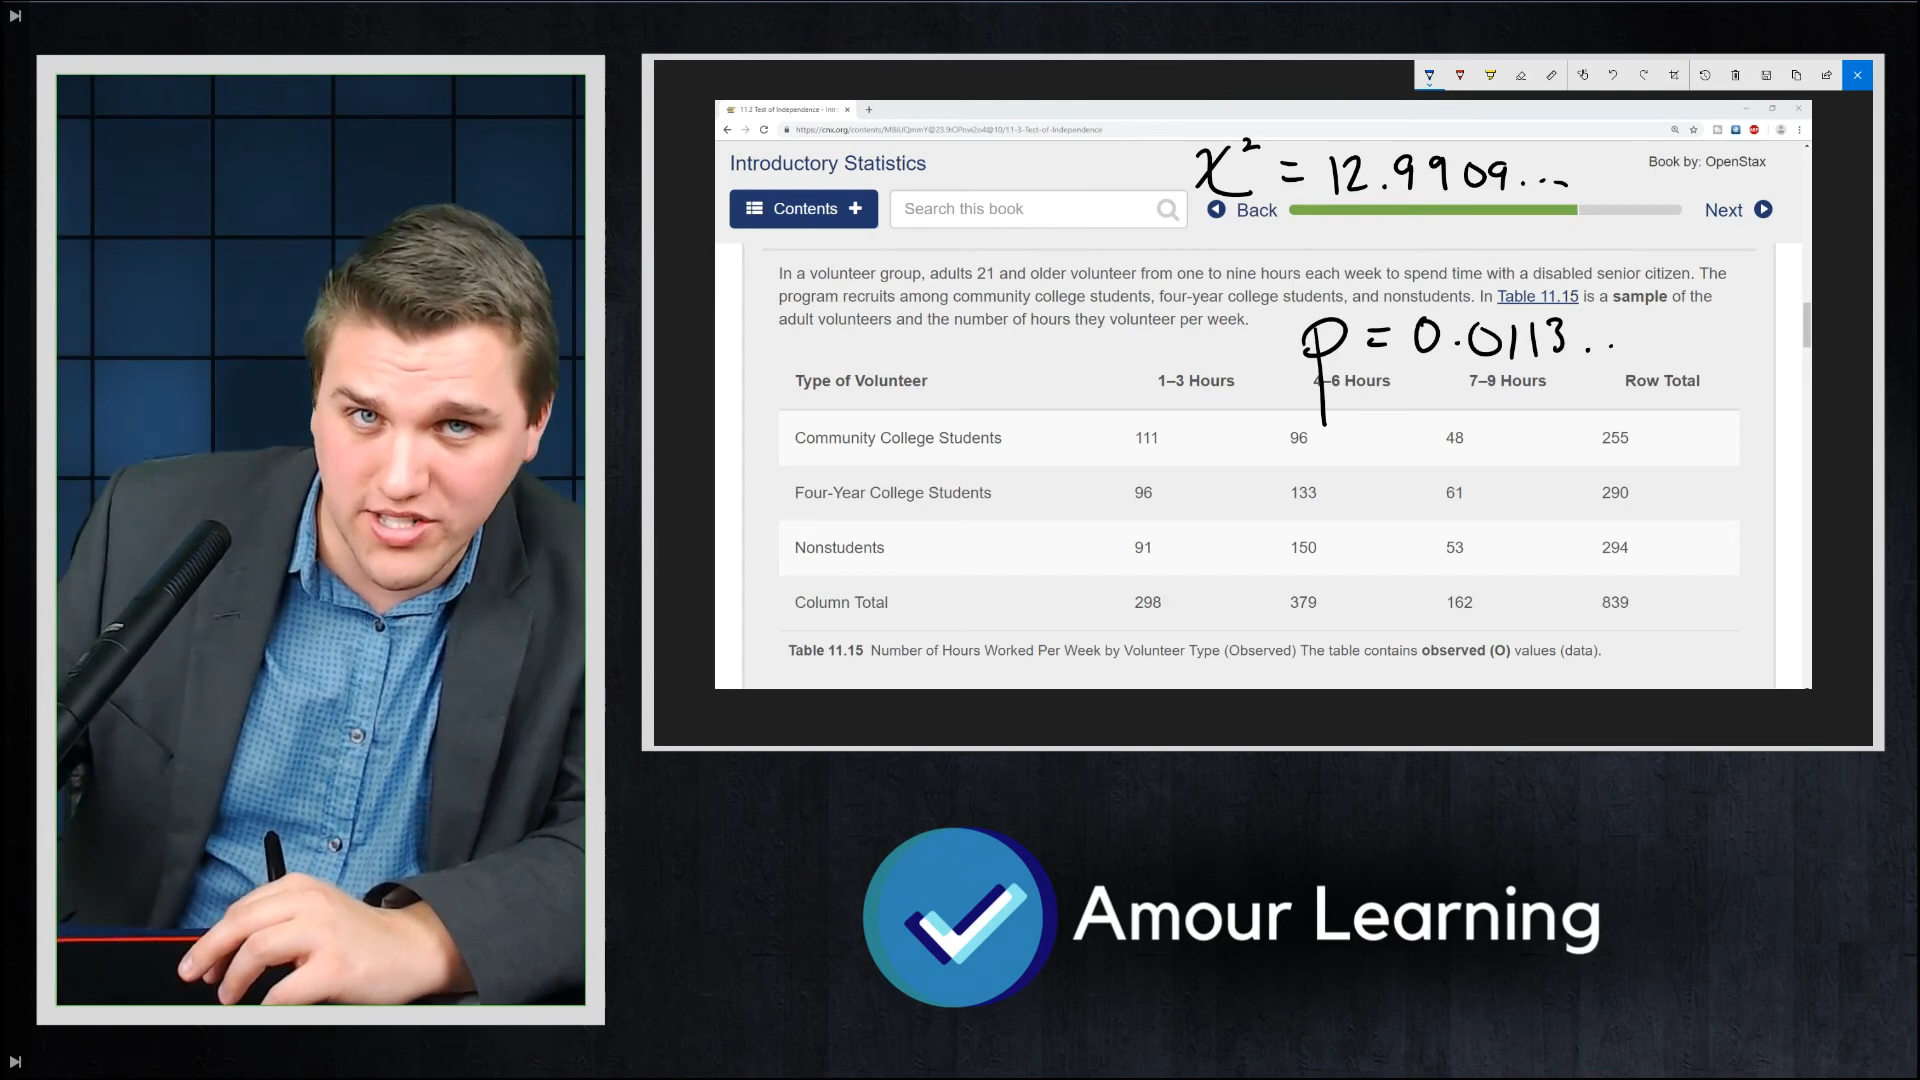 11.3 Test of Independence - Intr
https://cnx.org/contents/MBiUQmmY@23.9:OPnvi2o4@10/11-3-Test-of-Independence
Introductory Statistics
χ² = 12.9909...
Book by: OpenStax
Contents +
Search this book
Back
Next
In a volunteer group, adults 21 and older volunteer from one to nine hours each week to spend time with a disabled senior citizen. The
program recruits among community college students, four-year college students, and nonstudents. In Table 11.15 is a sample of the
adult volunteers and the number of hours they volunteer per week.
p = 0.0113..
Type of Volunteer 1–3 Hours 4–6 Hours 7–9 Hours Row Total
Community College Students 111 96 48 255
Four-Year College Students 96 133 61 290
Nonstudents 91 150 53 294
Column Total 298 379 162 839
Table 11.15 Number of Hours Worked Per Week by Volunteer Type (Observed) The table contains observed (O) values (data).
Amour Learning